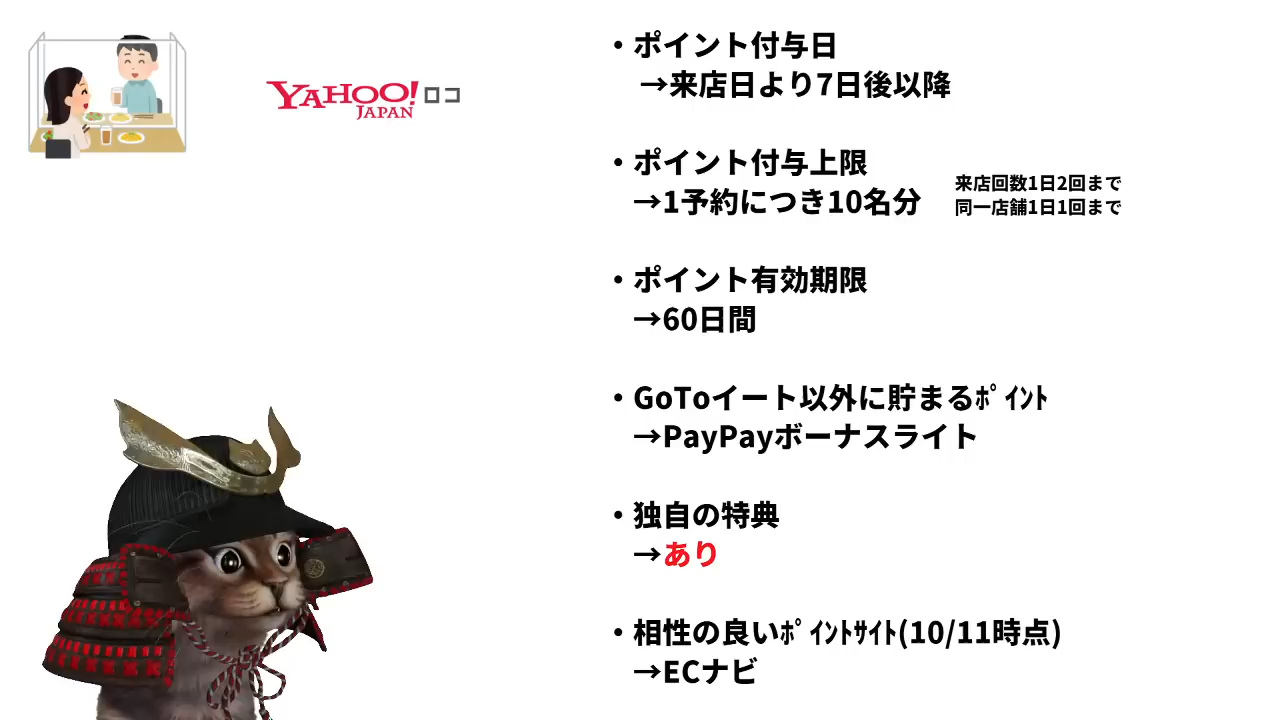 YAHOO!ロコ
JAPAN
・ポイント付与日
→来店日より7日後以降
・ポイント付与上限
→1予約につき10名分
来店回数1日2回まで
同一店舗1日1回まで
・ポイント有効期限
→60日間
・GoToイート以外に貯まるﾎﾟｲﾝﾄ
→PayPayボーナスライト
・独自の特典
→あり
・相性の良いﾎﾟｲﾝﾄｻｲﾄ(10/11時点)
→ECナビ